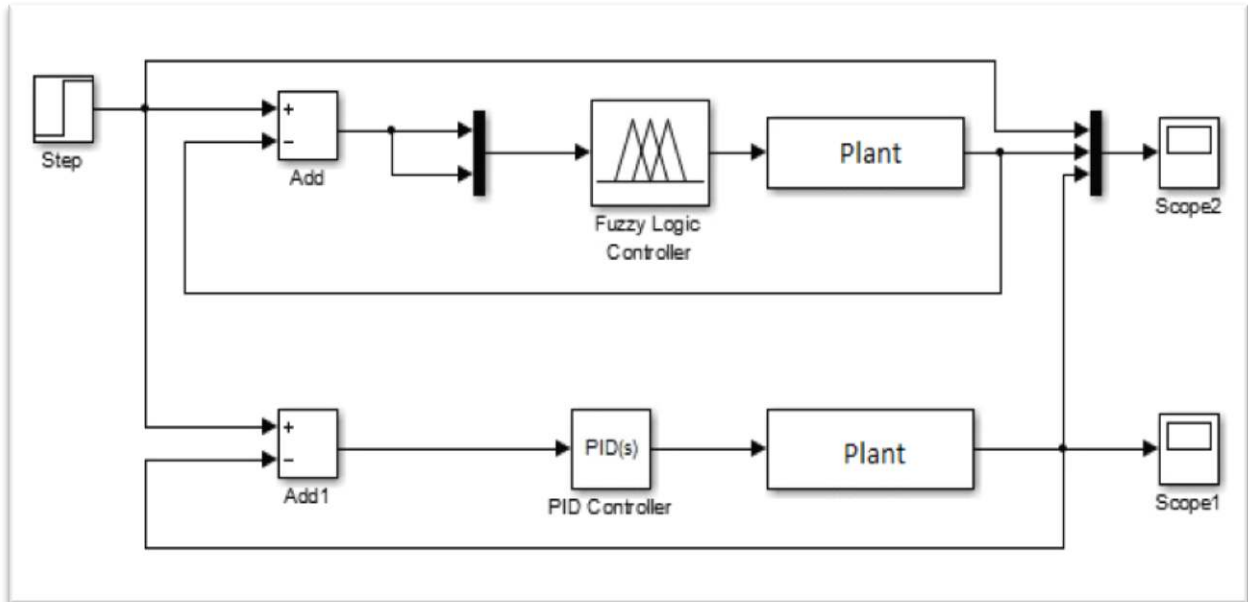 Step
+
−
Add
Fuzzy Logic
Controller
Plant
Scope2
+
−
Add1
PID(s)
PID Controller
Plant
Scope1